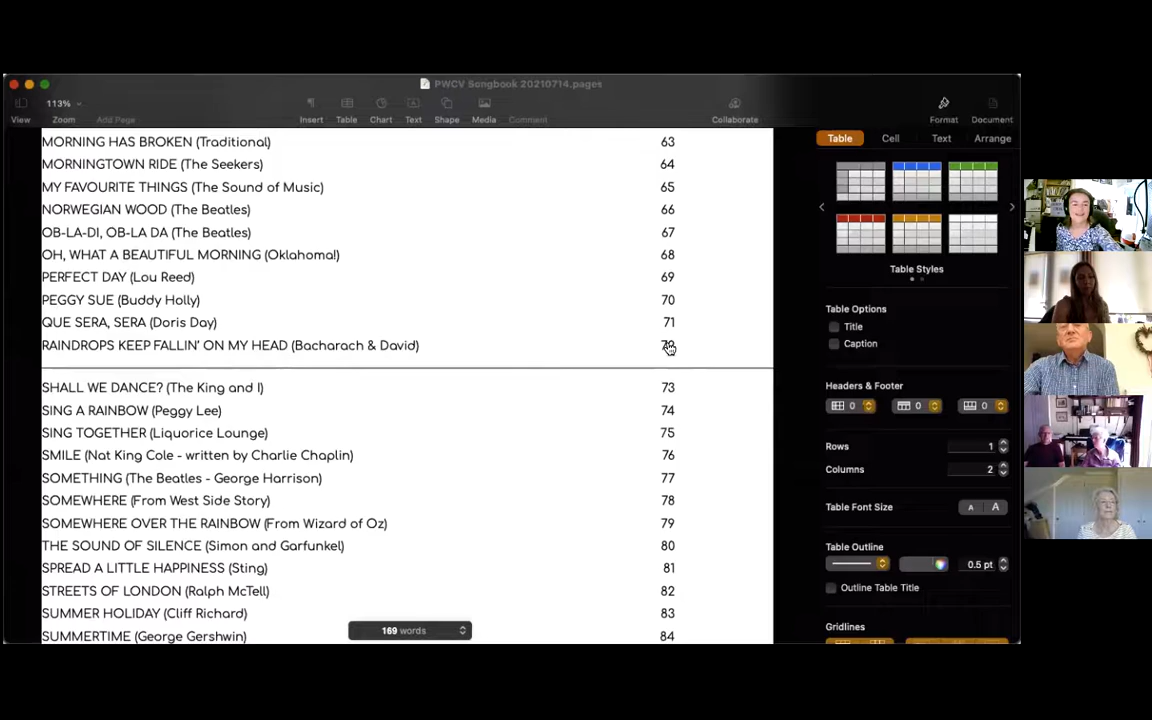 PWCV Songbook 20210714.pages
113%
View
Zoom
Add Page
Insert
Table
Chart
Text
Shape
Media
Comment
Collaborate
Format
Document
Table
Cell
Text
Arrange
MORNING HAS BROKEN (Traditional) 63
MORNINGTOWN RIDE (The Seekers) 64
MY FAVOURITE THINGS (The Sound of Music) 65
NORWEGIAN WOOD (The Beatles) 66
OB-LA-DI, OB-LA DA (The Beatles) 67
OH, WHAT A BEAUTIFUL MORNING (Oklahoma!) 68
PERFECT DAY (Lou Reed) 69
PEGGY SUE (Buddy Holly) 70
QUE SERA, SERA (Doris Day) 71
RAINDROPS KEEP FALLIN' ON MY HEAD (Bacharach & David)
SHALL WE DANCE? (The King and I) 73
SING A RAINBOW (Peggy Lee) 74
SING TOGETHER (Liquorice Lounge) 75
SMILE (Nat King Cole - written by Charlie Chaplin) 76
SOMETHING (The Beatles - George Harrison) 77
SOMEWHERE (From West Side Story) 78
SOMEWHERE OVER THE RAINBOW (From Wizard of Oz) 79
THE SOUND OF SILENCE (Simon and Garfunkel) 80
SPREAD A LITTLE HAPPINESS (Sting) 81
STREETS OF LONDON (Ralph McTell) 82
SUMMER HOLIDAY (Cliff Richard) 83
SUMMERTIME (George Gershwin) 84
169 words
Table Styles
Table Options
Title
Caption
Headers & Footer
0 0 0
Rows 1
Columns 2
Table Font Size A A
Table Outline
0.5 pt
Outline Table Title
Gridlines